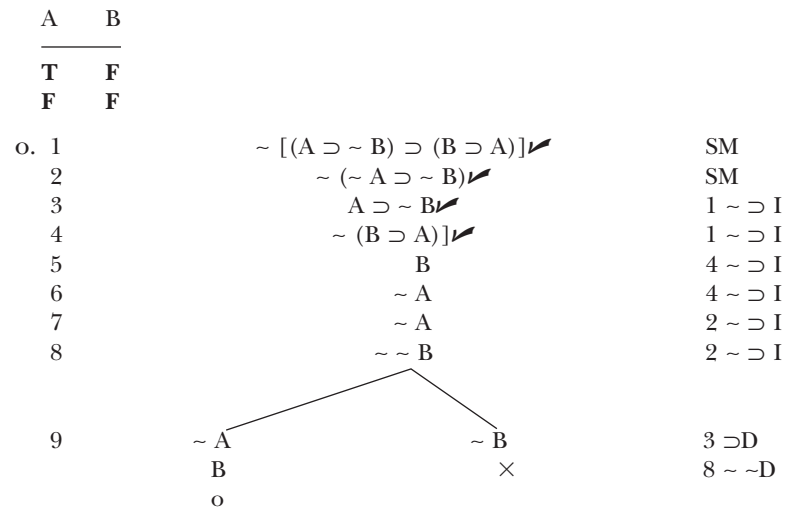 A B
T F
F F
o. 1 ~ [(A ⊃ ~ B) ⊃ (B ⊃ A)]✔ SM
2 ~ (~ A ⊃ ~ B)✔ SM
3 A ⊃ ~ B✔ 1 ~ ⊃ I
4 ~ (B ⊃ A)]✔ 1 ~ ⊃ I
5 B 4 ~ ⊃ I
6 ~ A 4 ~ ⊃ I
7 ~ A 2 ~ ⊃ I
8 ~ ~ B 2 ~ ⊃ I
9 ~ A ~ B 3 ⊃D
B × 8 ~ ~D
o